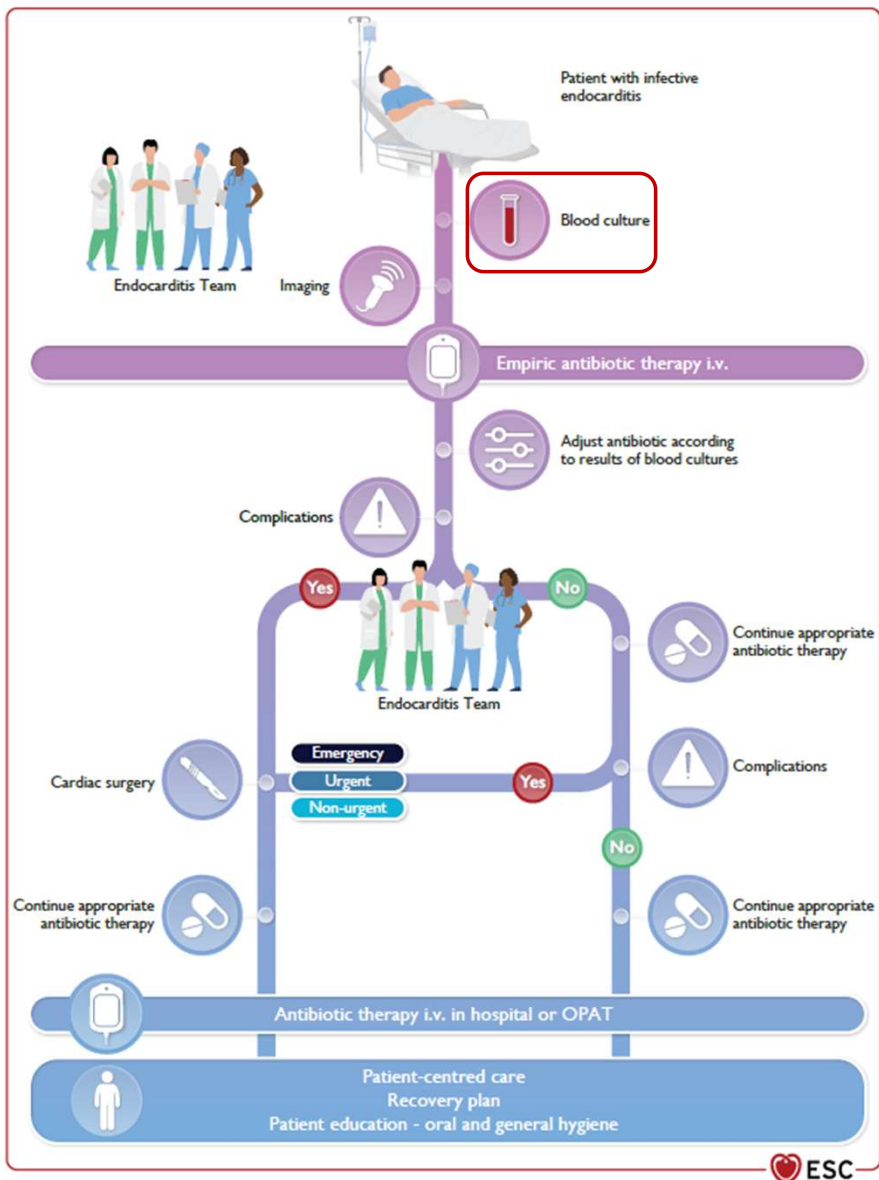 Patient with infective
endocarditis
Blood culture
Endocarditis Team
Imaging
Empiric antibiotic therapy i.v.
Adjust antibiotic according
to results of blood cultures
Complications
Yes
No
Continue appropriate
antibiotic therapy
Endocarditis Team
Emergency
Cardiac surgery
Urgent
Yes
Complications
Non-urgent
No
Continue appropriate
antibiotic therapy
Continue appropriate
antibiotic therapy
Antibiotic therapy i.v. in hospital or OPAT
Patient-centred care
Recovery plan
Patient education - oral and general hygiene
ESC